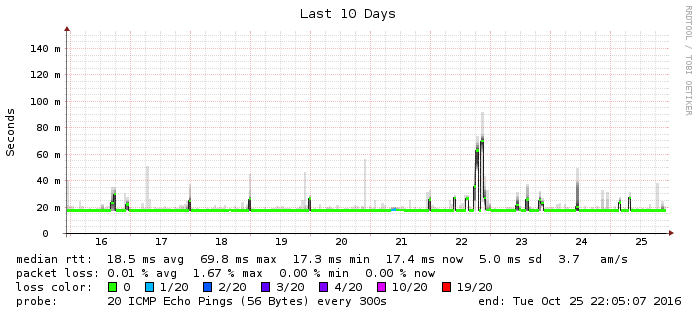 Last 10 Days
RRDTOOL / TOBI OETIKER
Seconds
140 m
120 m
100 m
80 m
60 m
40 m
20 m
0
16 17 18 19 20 21 22 23 24 25
median rtt: 18.5 ms avg 69.8 ms max 17.3 ms min 17.4 ms now 5.0 ms sd 3.7 am/s
packet loss: 0.01 % avg 1.67 % max 0.00 % min 0.00 % now
loss color: 0 1/20 2/20 3/20 4/20 10/20 19/20
probe: 20 ICMP Echo Pings (56 Bytes) every 300s end: Tue Oct 25 22:05:07 2016